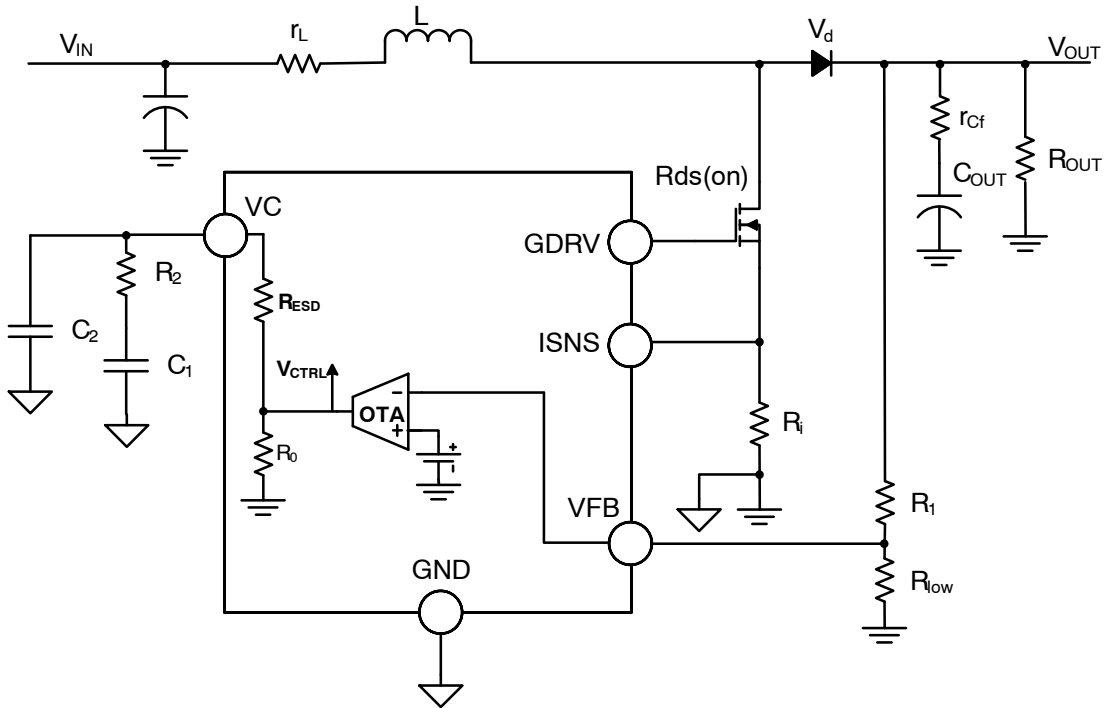 L
rL
Vd
VIN
VOUT
rCf
COUT
ROUT
Rds(on)
VC
GDRV
R2
RESD
C2
C1
ISNS
VCTRL
OTA
−
+
+
-
R0
Ri
VFB
R1
GND
Rlow